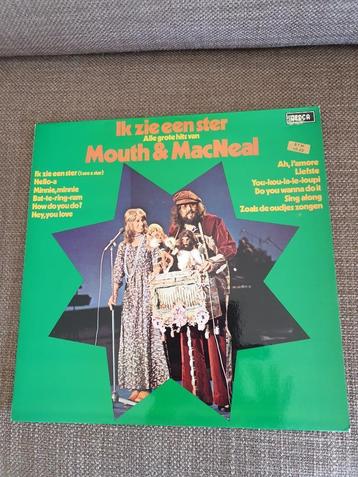 DECCA
Ik zie een ster
Alle grote hits van
Mouth & MacNeal
Ik zie een ster (I see a star)
Hello-a
Minnie, minnie
Bat-te-ring-ram
How do you do?
Hey, you love
Ah, l'amore
Liefste
You-kou-la-le-loupi
Do you wanna do it
Sing along
Zoals de oudjes zongen